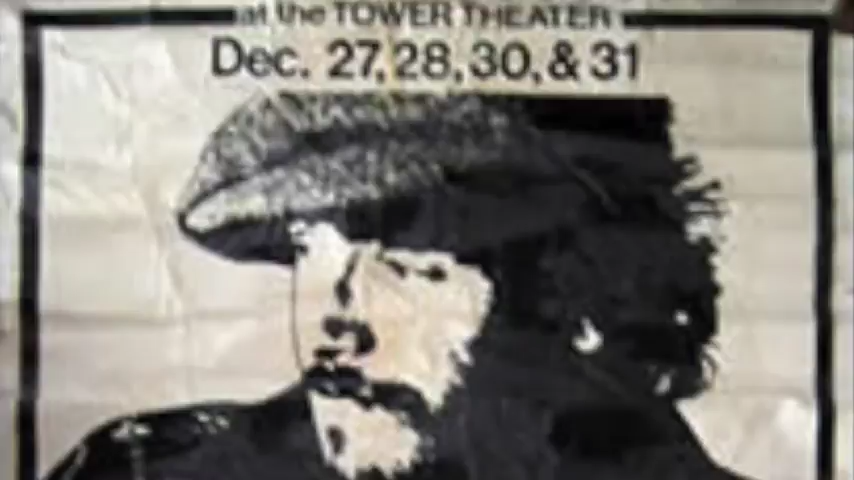 at the TOWER THEATER
Dec. 27, 28, 30, & 31